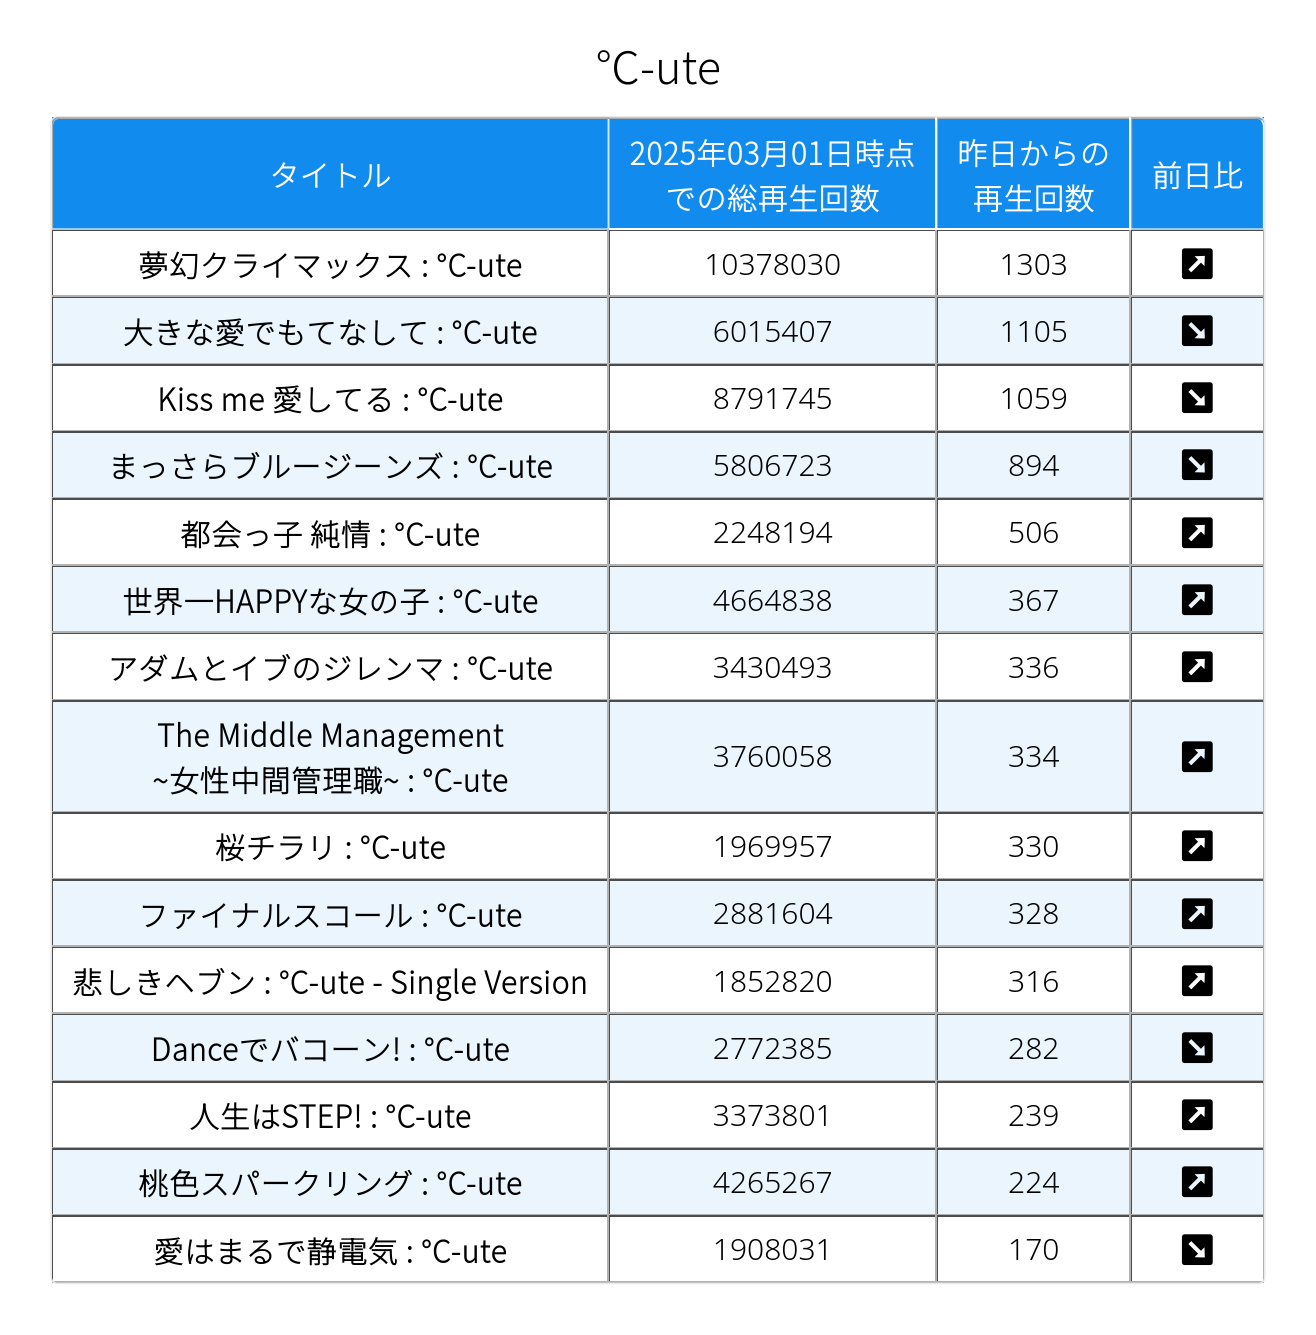 ℃-ute
タイトル
2025年03月01日時点
での総再生回数
昨日からの
再生回数
前日比
夢幻クライマックス : ℃-ute 10378030 1303 ↗
大きな愛でもてなして : ℃-ute 6015407 1105 ↘
Kiss me 愛してる : ℃-ute 8791745 1059 ↘
まっさらブルージーンズ : ℃-ute 5806723 894 ↘
都会っ子 純情 : ℃-ute 2248194 506 ↗
世界一HAPPYな女の子 : ℃-ute 4664838 367 ↗
アダムとイブのジレンマ : ℃-ute 3430493 336 ↗
The Middle Management
~女性中間管理職~ : ℃-ute 3760058 334 ↗
桜チラリ : ℃-ute 1969957 330 ↗
ファイナルスコール : ℃-ute 2881604 328 ↗
悲しきヘブン : ℃-ute - Single Version 1852820 316 ↗
Danceでバコーン! : ℃-ute 2772385 282 ↘
人生はSTEP! : ℃-ute 3373801 239 ↗
桃色スパークリング : ℃-ute 4265267 224 ↗
愛はまるで静電気 : ℃-ute 1908031 170 ↘